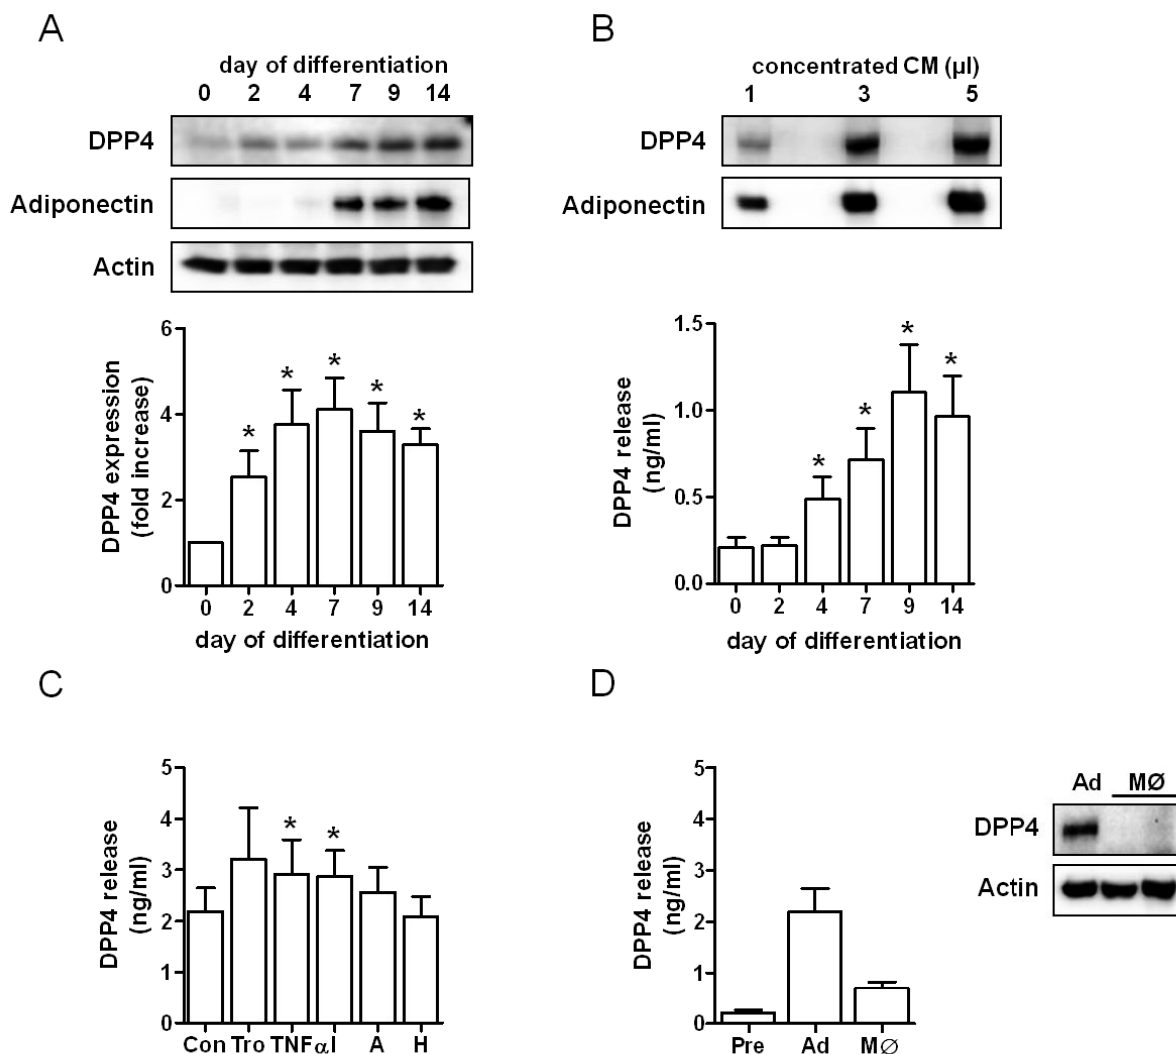 A
day of differentiation
0 2 4 7 9 14
DPP4
Adiponectin
Actin
6
4
2
0
DPP4 expression
(fold increase)
* * * * *
0 2 4 7 9 14
day of differentiation
B
concentrated CM (µl)
1 3 5
DPP4
Adiponectin
1.5
1.0
0.5
0.0
DPP4 release
(ng/ml)
* * * *
0 2 4 7 9 14
day of differentiation
C
5
4
3
2
1
0
DPP4 release
(ng/ml)
* *
Con Tro TNFαI A H
D
5
4
3
2
1
0
DPP4 release
(ng/ml)
Pre Ad MØ
Ad MØ
DPP4
Actin